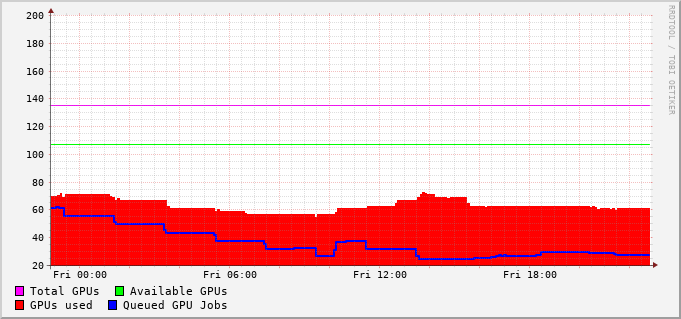 200
180
160
140
120
100
80
60
40
20
Fri 00:00 Fri 06:00 Fri 12:00 Fri 18:00
Total GPUs Available GPUs
GPUs used Queued GPU Jobs
RRDTOOL / TOBI OETIKER